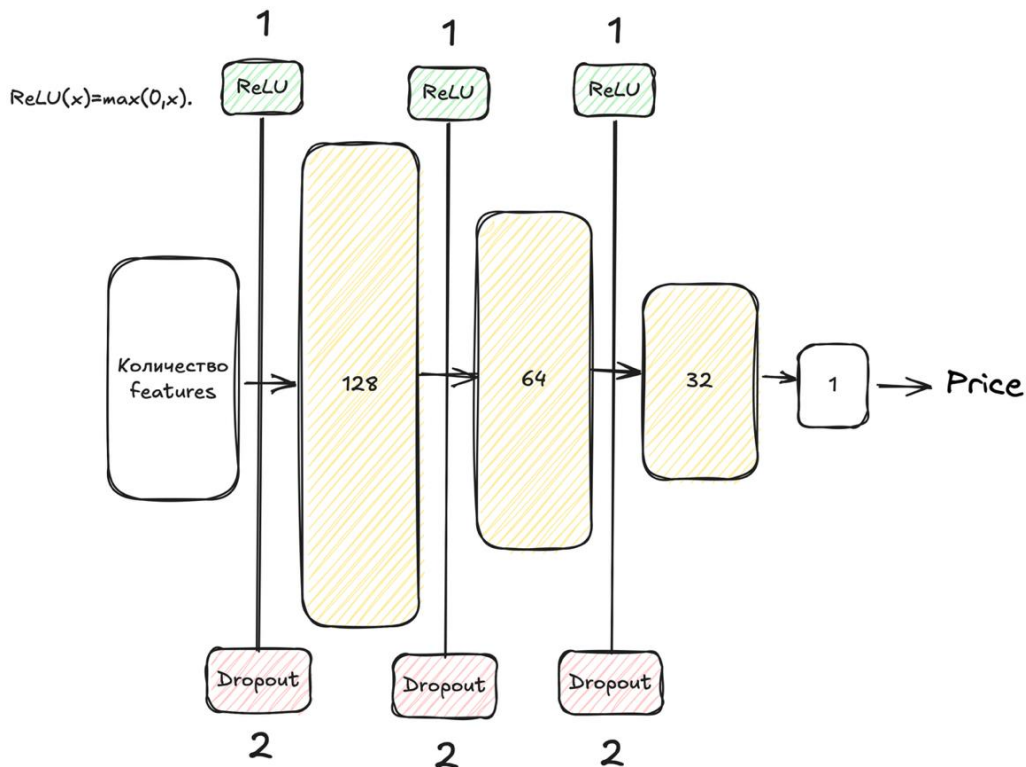 1
1
1
ReLU(x)=max(0,x).
ReLU
ReLU
ReLU
Количество
features
128
64
32
1
Price
Dropout
Dropout
Dropout
2
2
2